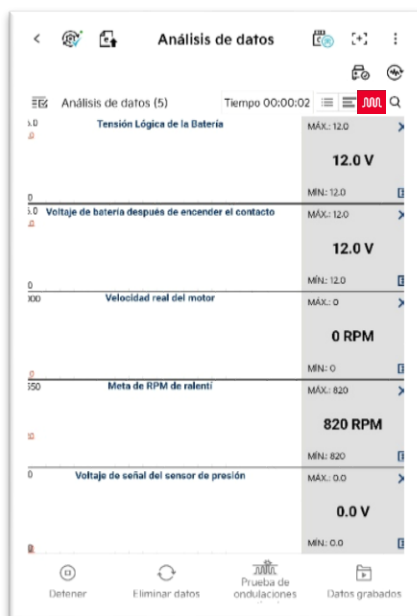 Análisis de datos
Análisis de datos (5) Tiempo 00:00:02
Tensión Lógica de la Batería
MÁX.: 12.0
12.0 V
MÍN.: 12.0
0
Voltaje de batería después de encender el contacto
MÁX.: 12.0
12.0 V
MÍN.: 12.0
0
Velocidad real del motor
MÁX.: 0
0 RPM
MÍN.: 0
Meta de RPM de ralentí
MÁX.: 820
820 RPM
MÍN.: 820
0
Voltaje de señal del sensor de presión
MÁX.: 0.0
0.0 V
MÍN.: 0.0
Detener
Eliminar datos
Prueba de ondulaciones
Datos grabados